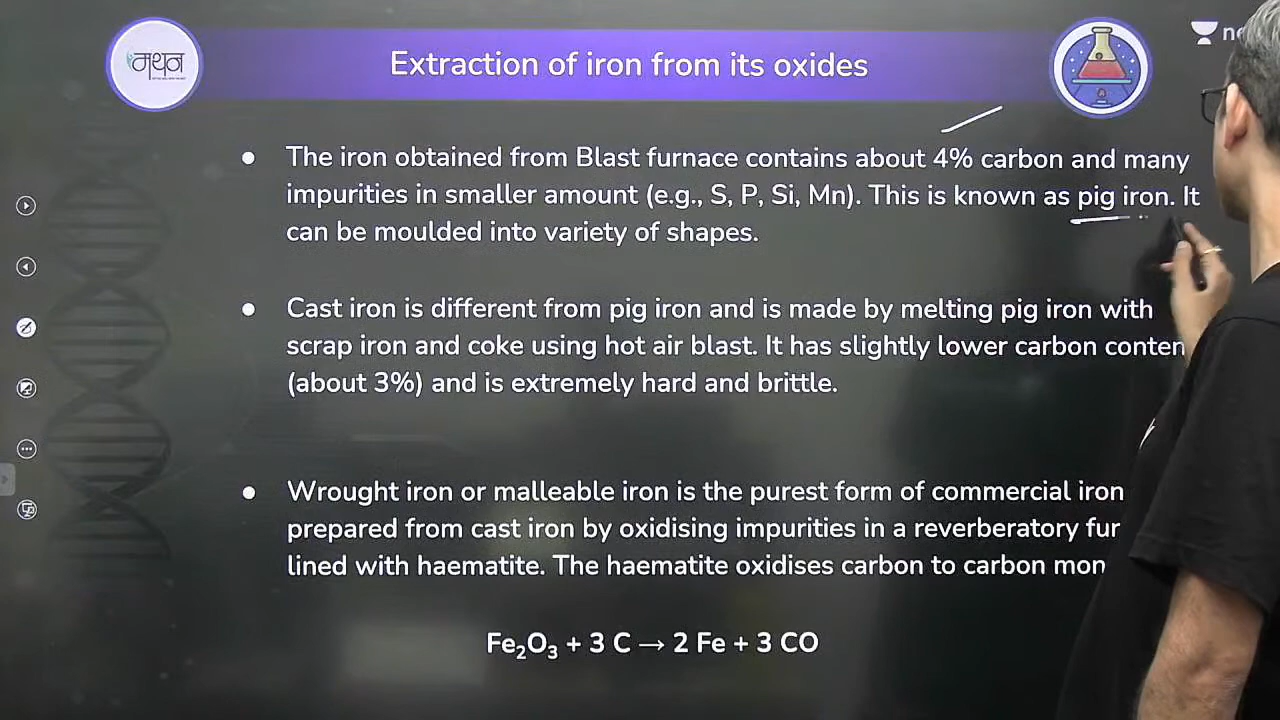 मंथन
Extraction of iron from its oxides
● The iron obtained from Blast furnace contains about 4% carbon and many
impurities in smaller amount (e.g., S, P, Si, Mn). This is known as pig iron. It
can be moulded into variety of shapes.
● Cast iron is different from pig iron and is made by melting pig iron with
scrap iron and coke using hot air blast. It has slightly lower carbon conten
(about 3%) and is extremely hard and brittle.
● Wrought iron or malleable iron is the purest form of commercial iron
prepared from cast iron by oxidising impurities in a reverberatory fur
lined with haematite. The haematite oxidises carbon to carbon mon
Fe₂O₃ + 3 C → 2 Fe + 3 CO